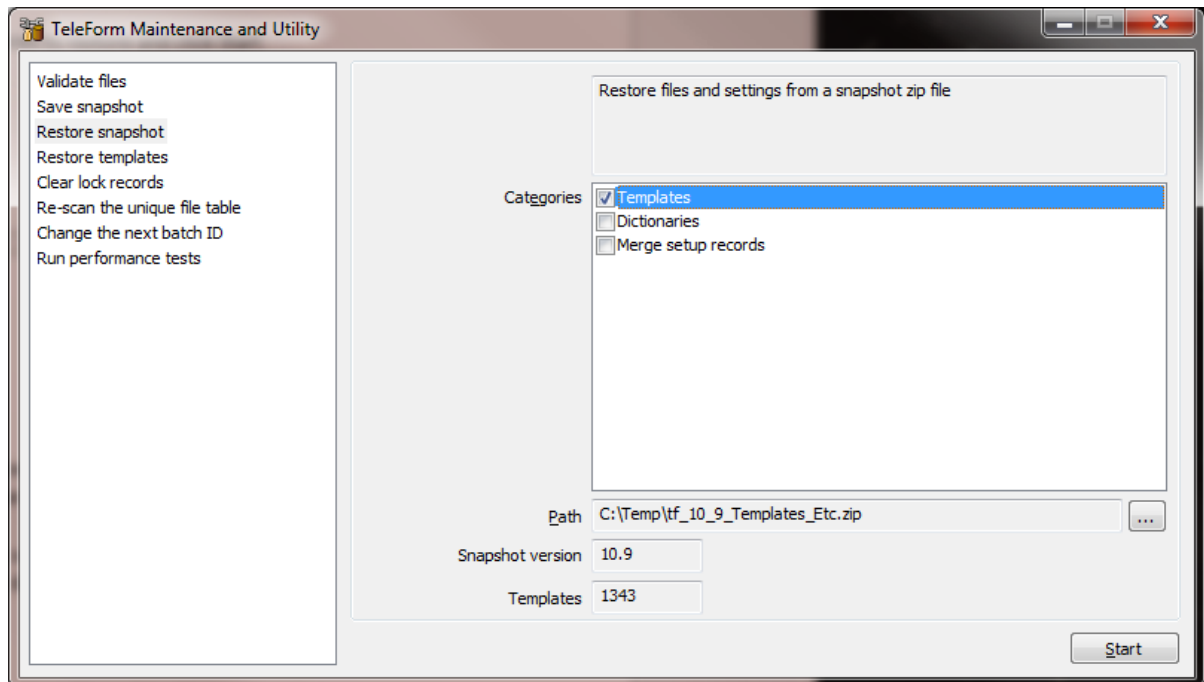 TeleForm Maintenance and Utility
Validate files
Save snapshot
Restore snapshot
Restore templates
Clear lock records
Re-scan the unique file table
Change the next batch ID
Run performance tests
Restore files and settings from a snapshot zip file
Categories
Templates
Dictionaries
Merge setup records
Path C:\Temp\tf_10_9_Templates_Etc.zip ...
Snapshot version 10.9
Templates 1343
Start